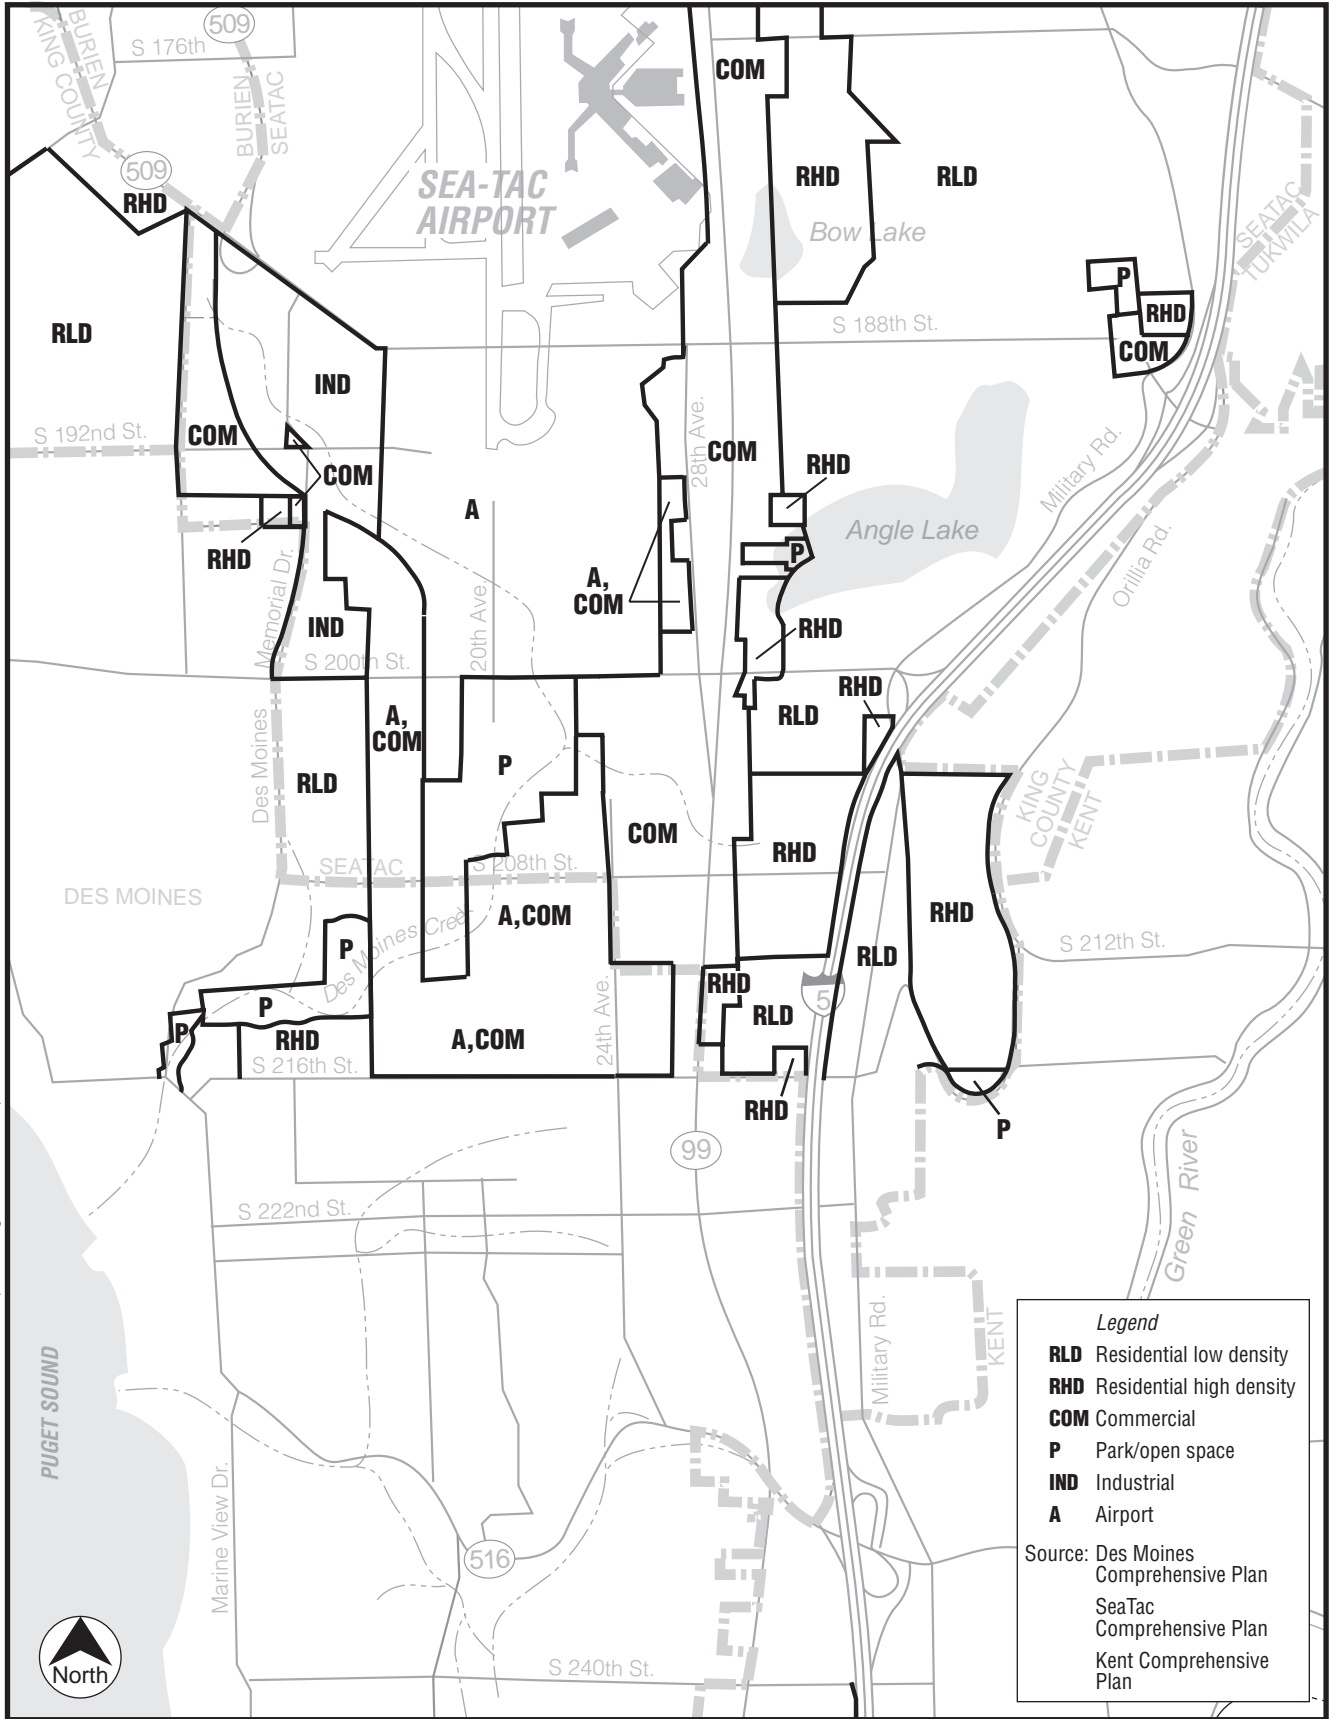 BURIEN
KING COUNTY
509
S 176th
BURIEN
SEATAC
COM
509
RHD
SEA-TAC
AIRPORT
RHD
RLD
Bow Lake
SEATAC
TUKWILA
P
RHD
COM
RLD
S 188th St.
IND
S 192nd St.
COM
COM
28th Ave.
COM
RHD
Military Rd.
A
Angle Lake
Orillia Rd.
RHD
P
Memorial Dr.
A,
COM
IND
20th Ave.
RHD
S 200th St.
RHD
A,
COM
RLD
Des Moines
RLD
P
KING
COUNTY
KENT
COM
RHD
SEATAC
S 208th St.
DES MOINES
A,COM
RHD
Des Moines Creek
P
S 212th St.
RLD
RHD
P
24th Ave.
5
RLD
P
RHD
A,COM
S 216th St.
RHD
P
99
Green River
S 222nd St.
Military Rd.
KENT
PUGET SOUND
Marine View Dr.
516
S 240th St.
North
Legend
RLD Residential low density
RHD Residential high density
COM Commercial
P Park/open space
IND Industrial
A Airport
Source: Des Moines
Comprehensive Plan
SeaTac
Comprehensive Plan
Kent Comprehensive
Plan